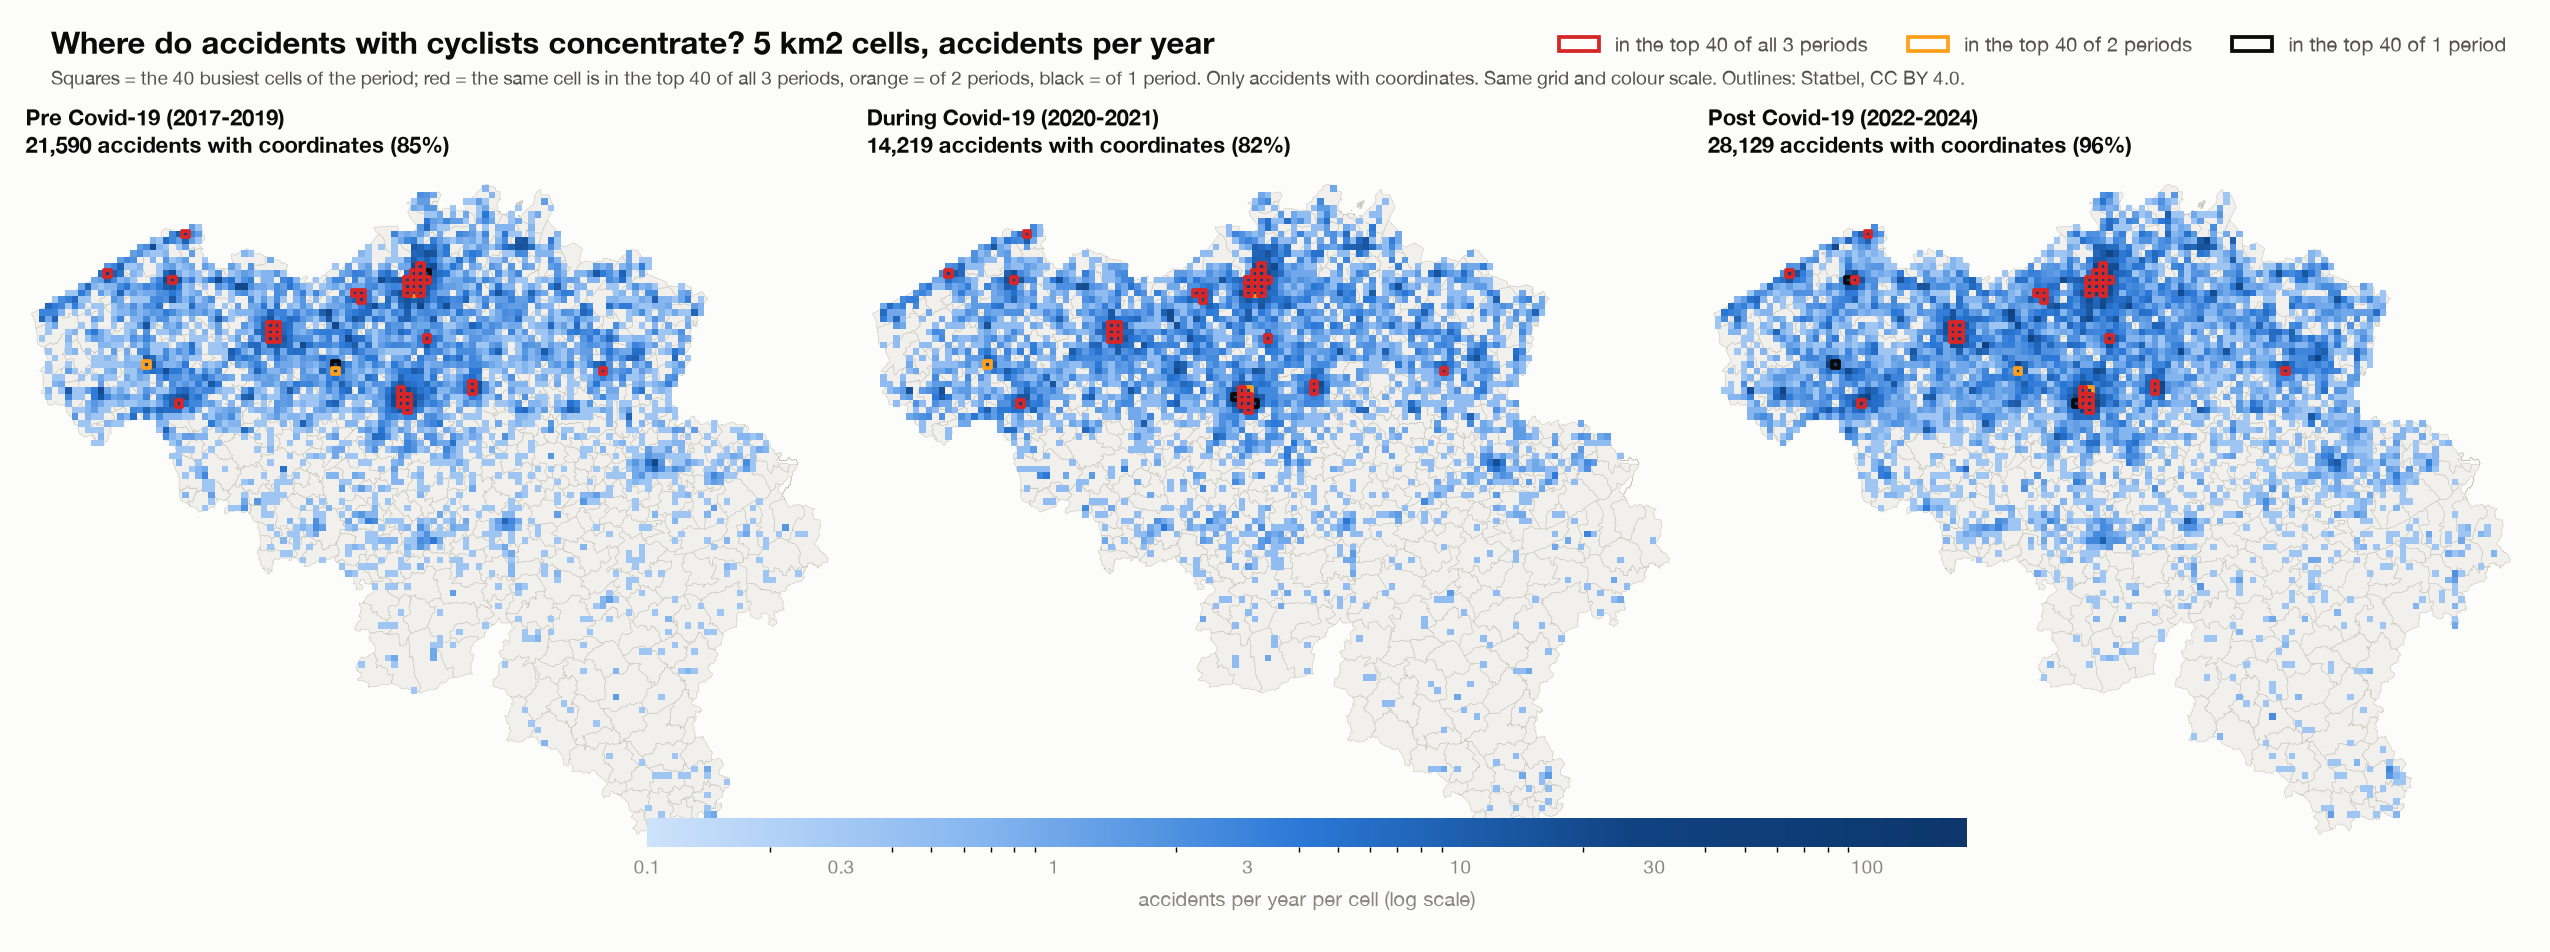 Where do accidents with cyclists concentrate? 5 km2 cells, accidents per year
in the top 40 of all 3 periods
in the top 40 of 2 periods
in the top 40 of 1 period
Squares = the 40 busiest cells of the period; red = the same cell is in the top 40 of all 3 periods, orange = of 2 periods, black = of 1 period. Only accidents with coordinates. Same grid and colour scale. Outlines: Statbel, CC BY 4.0.
Pre Covid-19 (2017-2019)
21,590 accidents with coordinates (85%)
During Covid-19 (2020-2021)
14,219 accidents with coordinates (82%)
Post Covid-19 (2022-2024)
28,129 accidents with coordinates (96%)
0.1 0.3 1 3 10 30 100
accidents per year per cell (log scale)